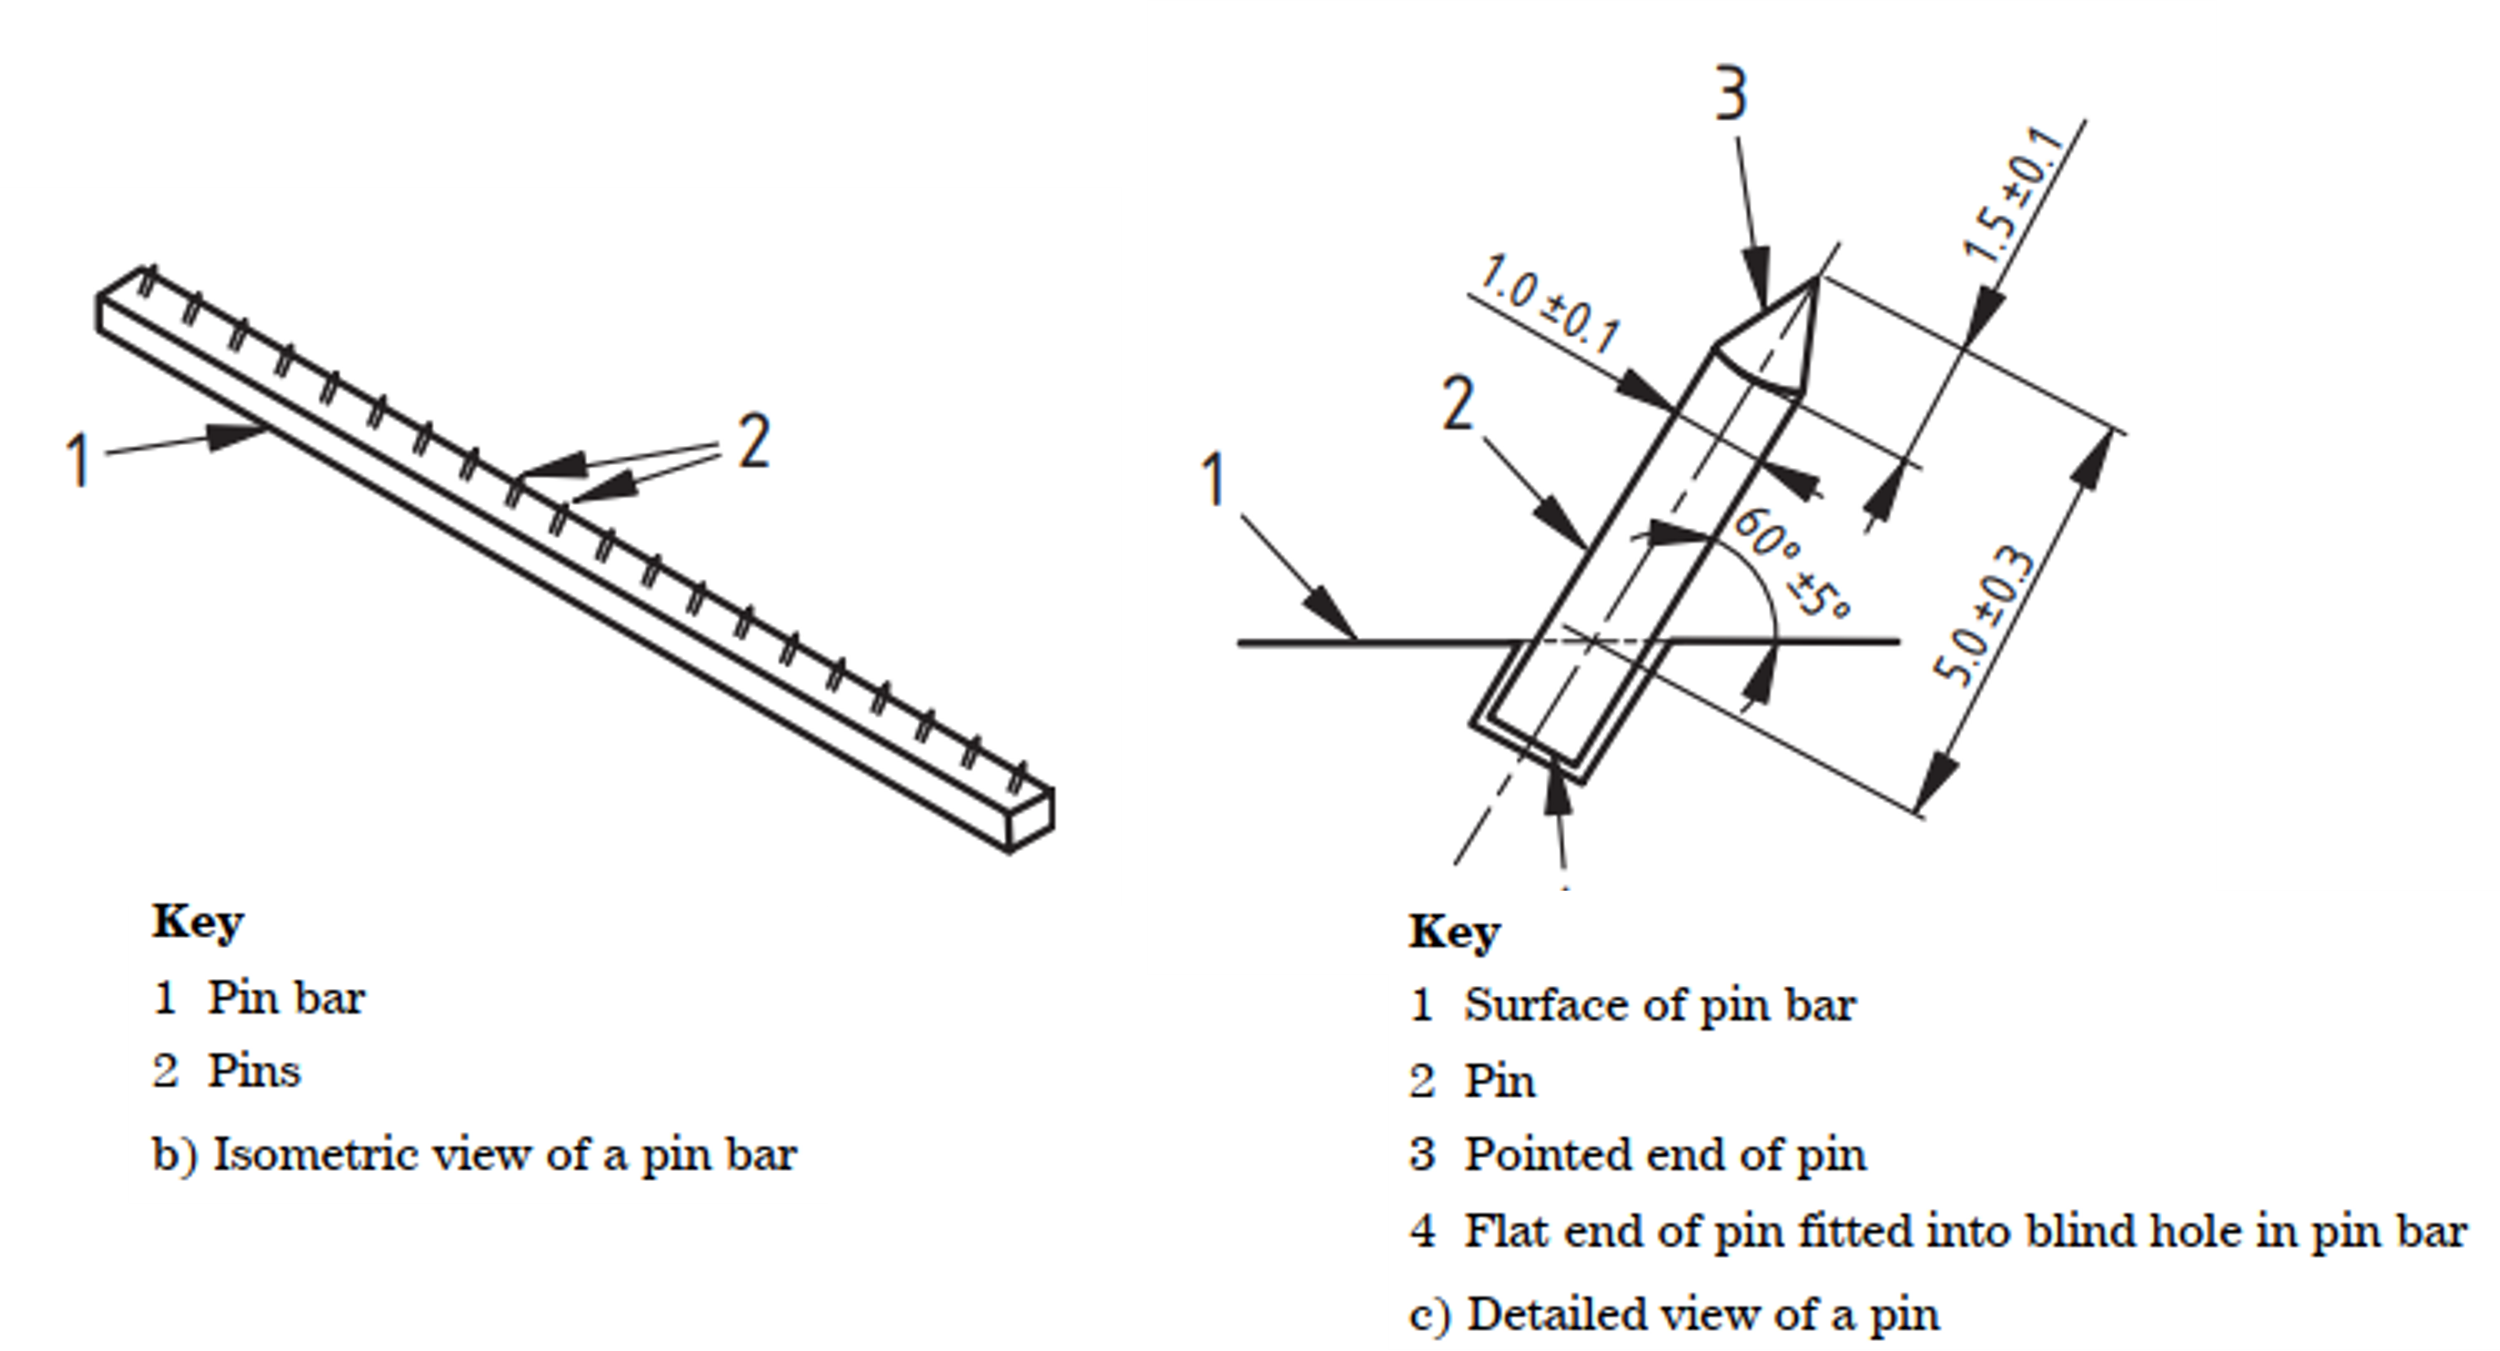 1
2
Key
1 Pin bar
2 Pins
b) Isometric view of a pin bar
3
1.5 ±0.1
1.0 ±0.1
2
1
60° ±5°
5.0 ±0.3
Key
1 Surface of pin bar
2 Pin
3 Pointed end of pin
4 Flat end of pin fitted into blind hole in pin bar
c) Detailed view of a pin